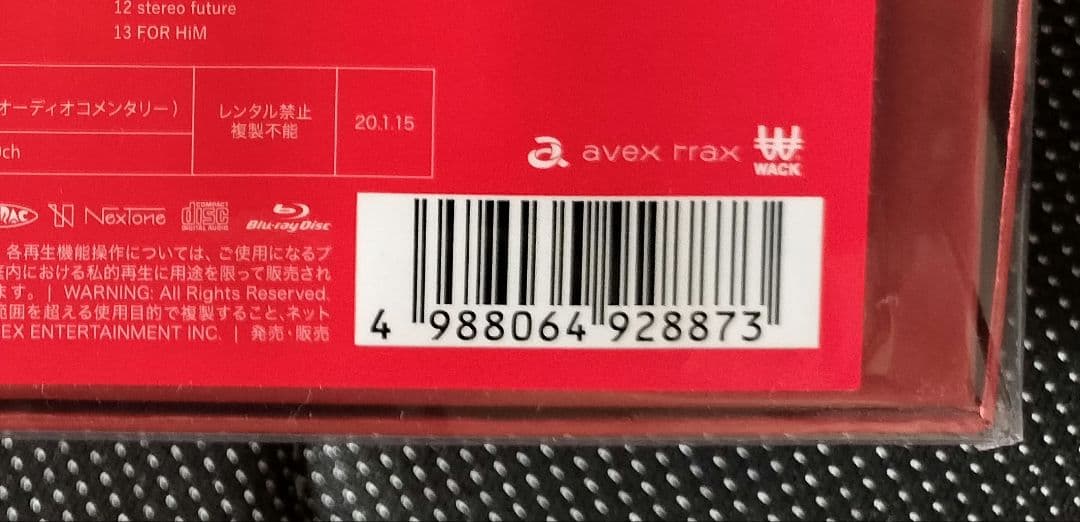 12 stereo future
13 FOR HiM
オーディオコメンタリー)
レンタル禁止
複製不能
20.1.15
ch
avex trax
WACK
NexTone
COMPACT
disc
DIGITAL AUDIO
Blu-ray Disc
各再生機能操作については、ご使用になるプ
内における私的再生に用途を限って販売され
ます。 | WARNING: All Rights Reserved.
範囲を超える使用目的で複製すること、ネット
EX ENTERTAINMENT INC. | 発売・販売
4 988064 928873